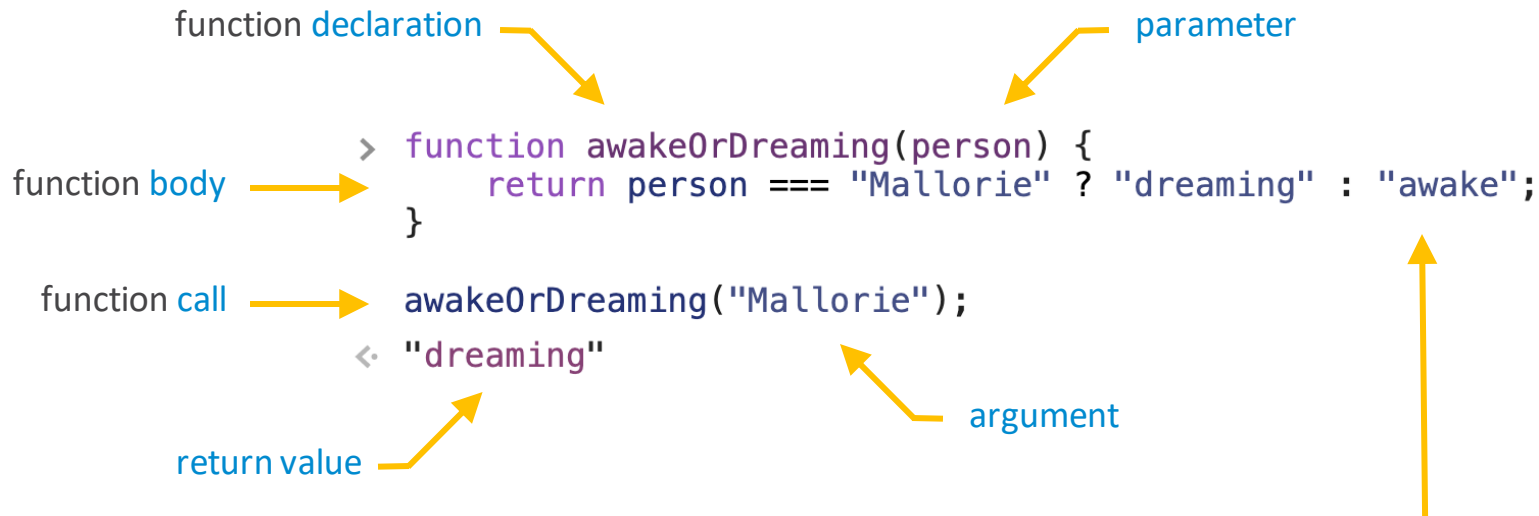 function declaration
parameter
> function awakeOrDreaming(person) {
function body
return person === "Mallorie" ? "dreaming" : "awake";
}
function call
awakeOrDreaming("Mallorie");
"dreaming"
argument
return value